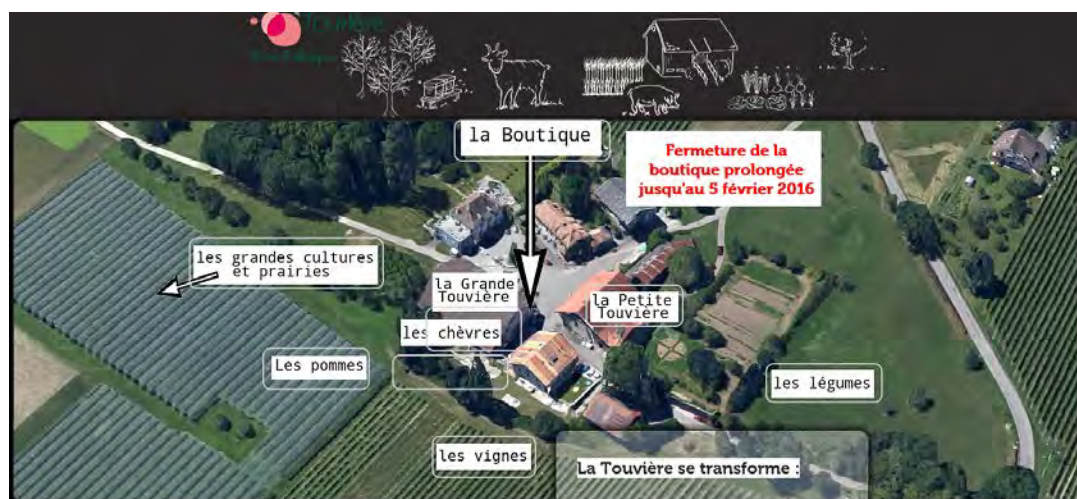 la Boutique
Fermeture de la
boutique prolongée
jusqu'au 5 février 2016
les grandes cultures
et prairies
la Grande
Touvière
la Petite
Touvière
les chèvres
Les pommes
les légumes
les vignes
La Touvière se transforme :